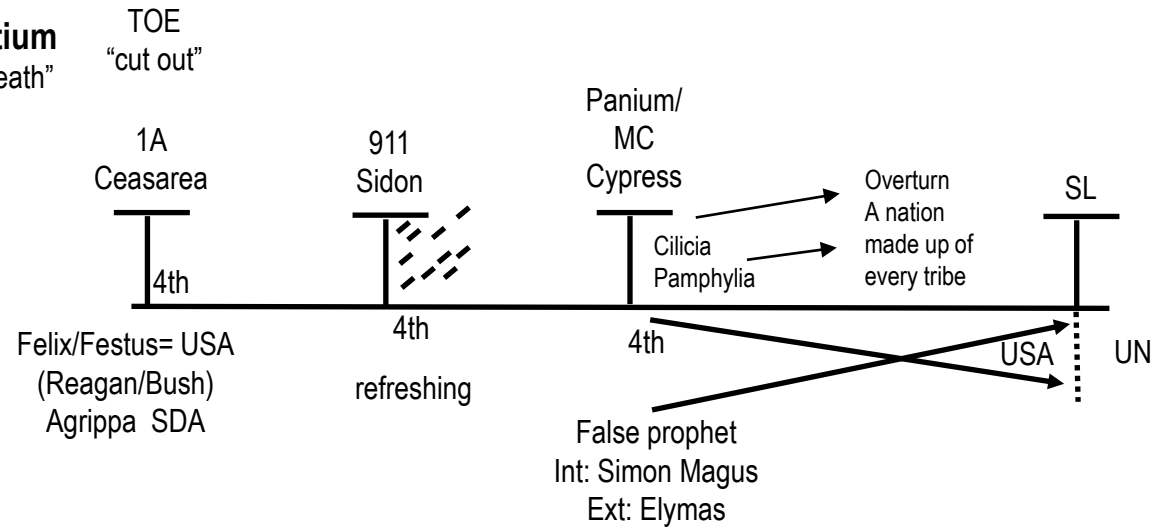 TOE
“cut out”
tium
eath”
1A
Ceasarea
4th
Felix/Festus= USA
(Reagan/Bush)
Agrippa SDA
911
Sidon
4th
refreshing
Panium/
MC
Cypress
Cilicia
Pamphylia
4th
False prophet
Int: Simon Magus
Ext: Elymas
Overturn
A nation
made up of
every tribe
SL
USA
UN